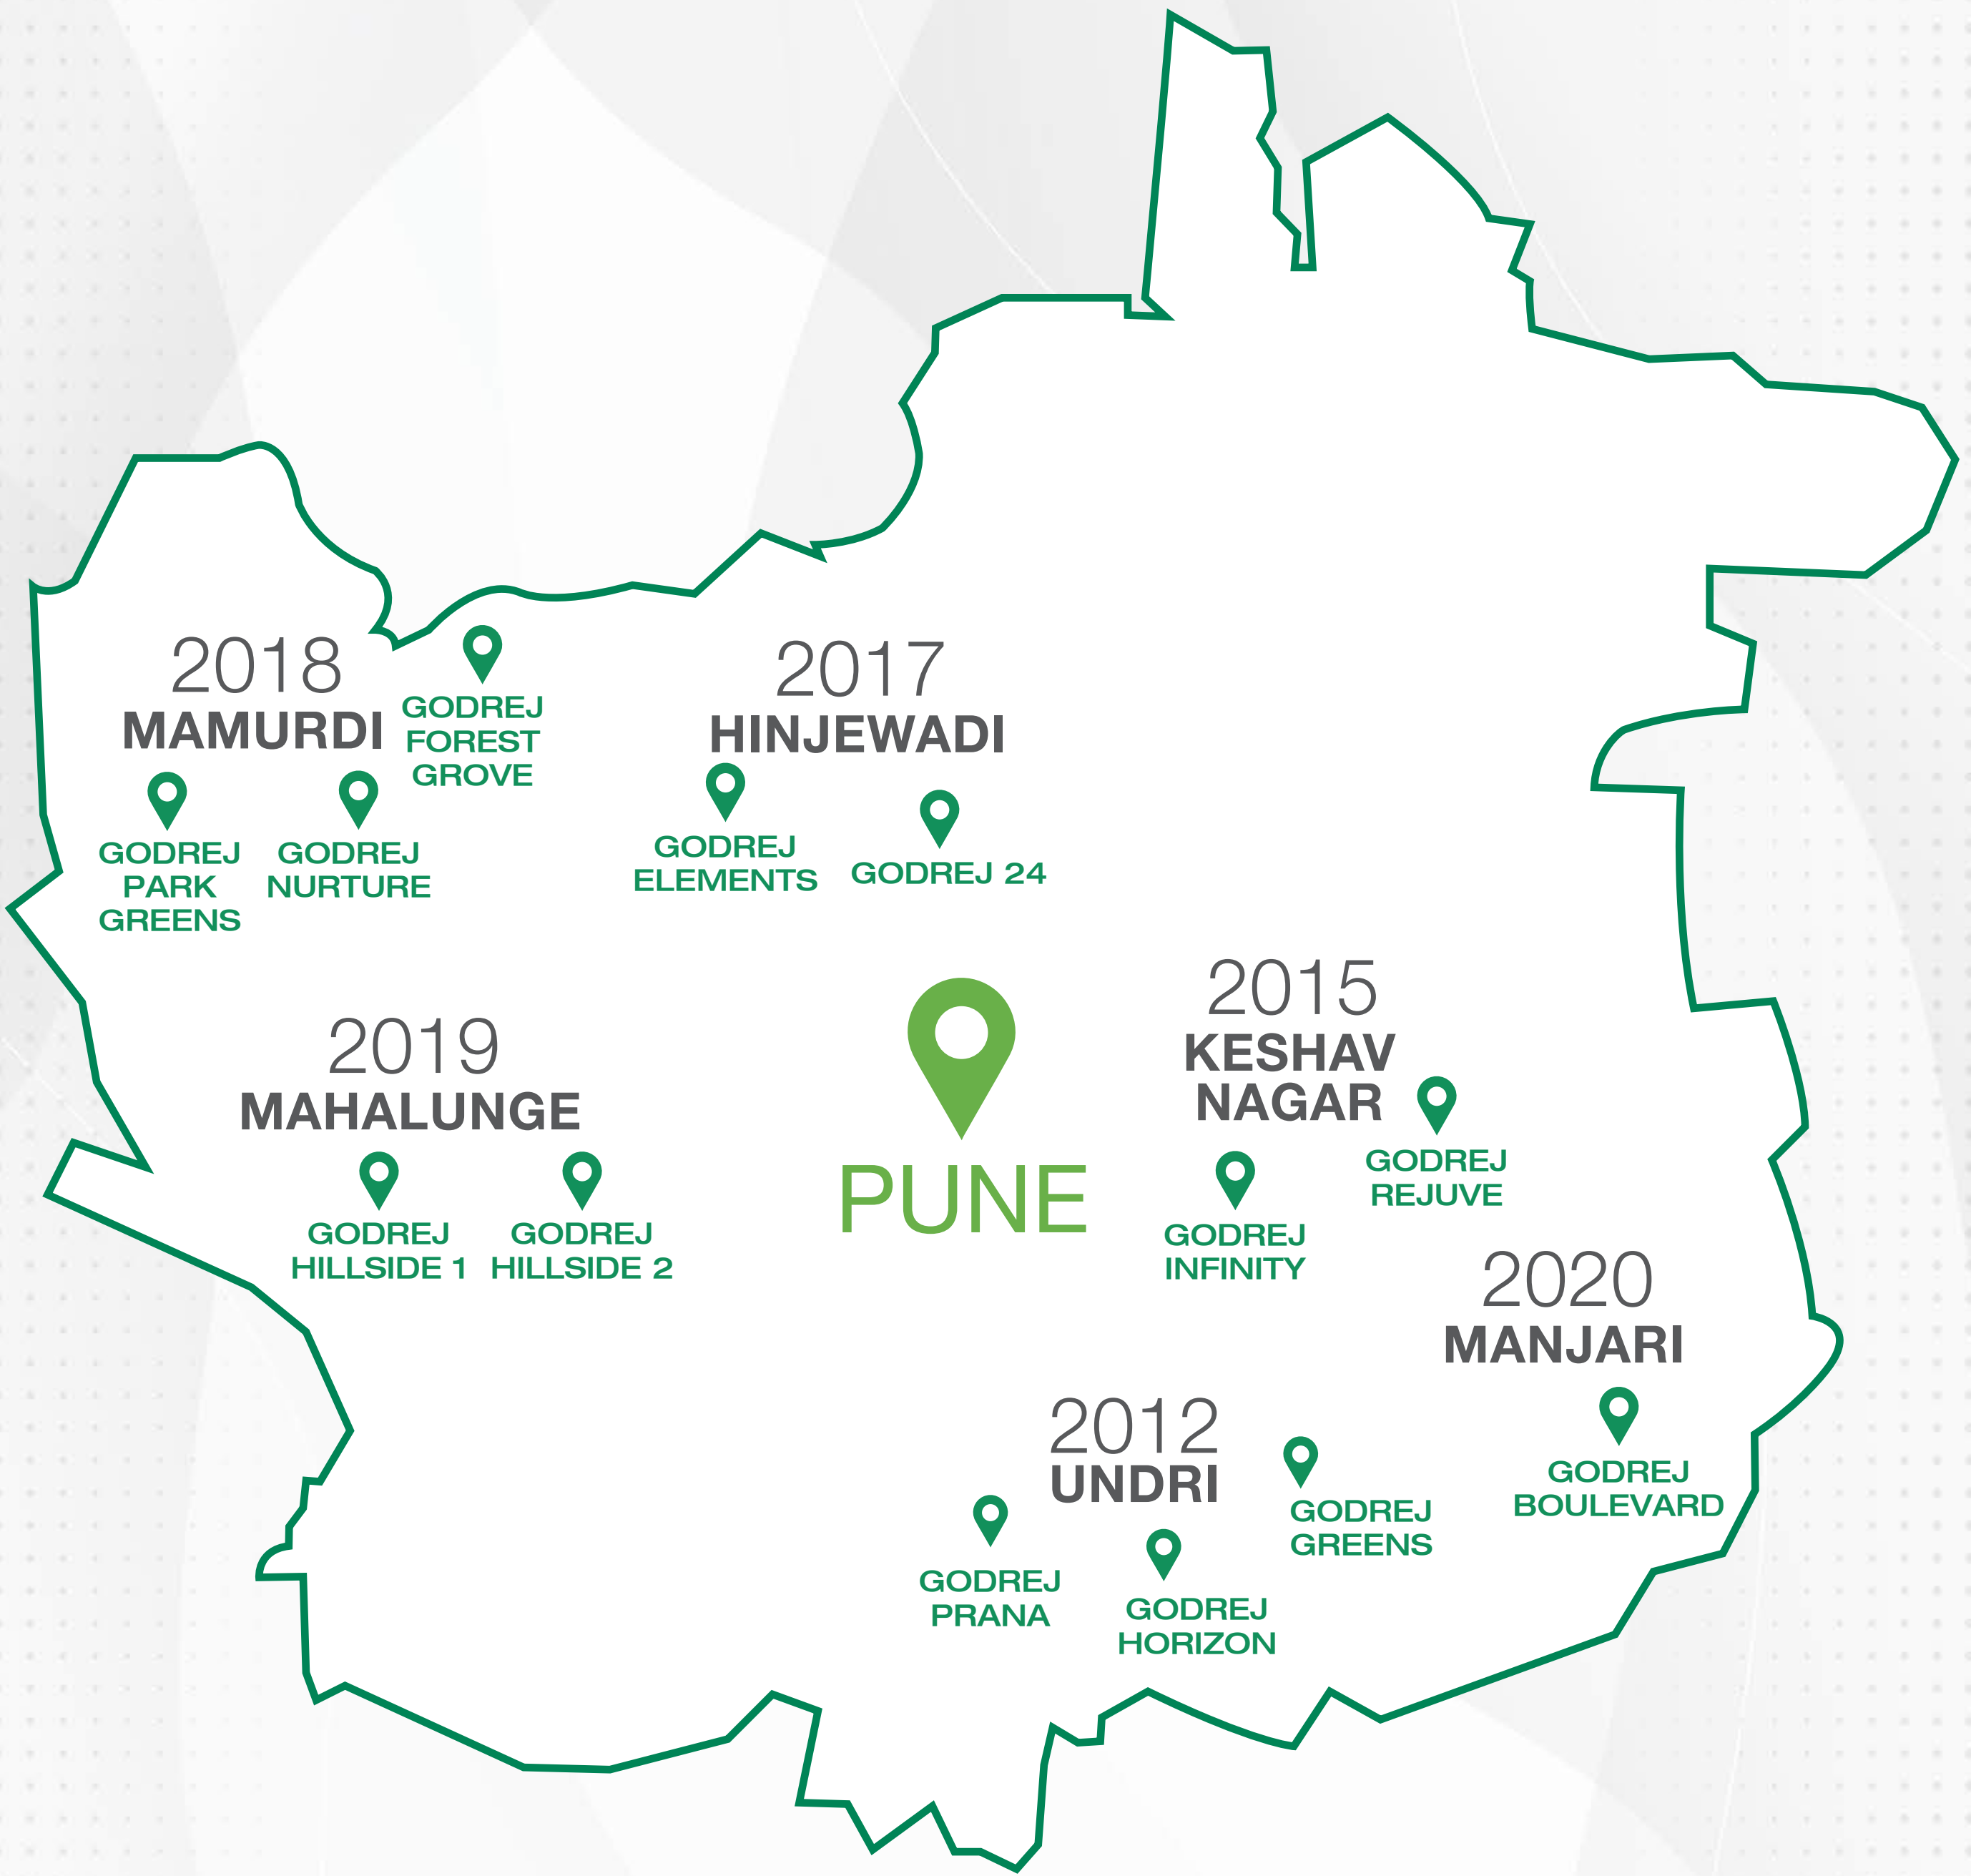 2018
MAMURDI
GODREJ
FOREST
GROVE
GODREJ
PARK
GREENS
GODREJ
NURTURE
2017
HINJEWADI
GODREJ
ELEMENTS
GODREJ 24
2019
MAHALUNGE
GODREJ
HILLSIDE 1
GODREJ
HILLSIDE 2
PUNE
2015
KESHAV
NAGAR
GODREJ
REJUVE
GODREJ
INFINITY
2020
MANJARI
GODREJ
BOULEVARD
2012
UNDRI
GODREJ
GREENS
GODREJ
PRANA
GODREJ
HORIZON